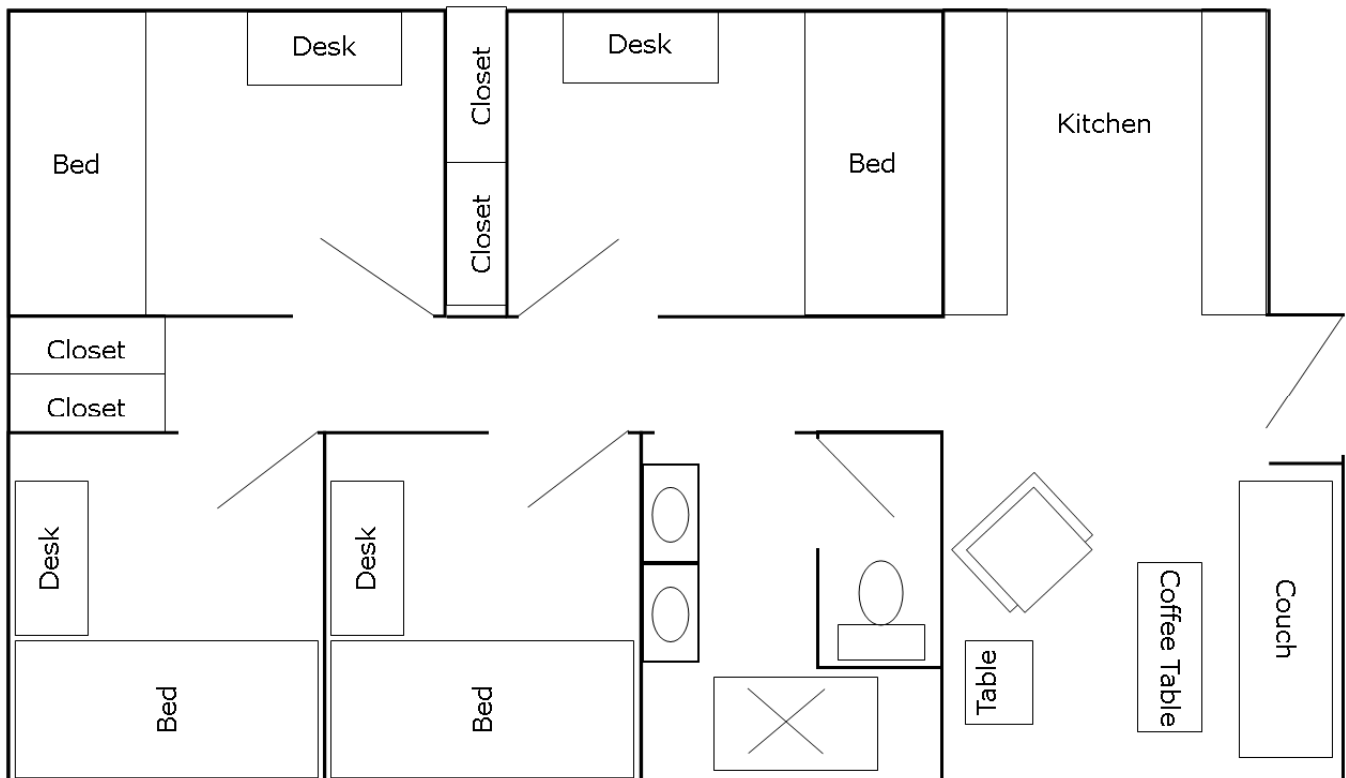 Desk
Closet
Desk
Kitchen
Bed
Bed
Closet
Closet
Closet
Desk
Desk
Coffee Table
Couch
Table
Bed
Bed